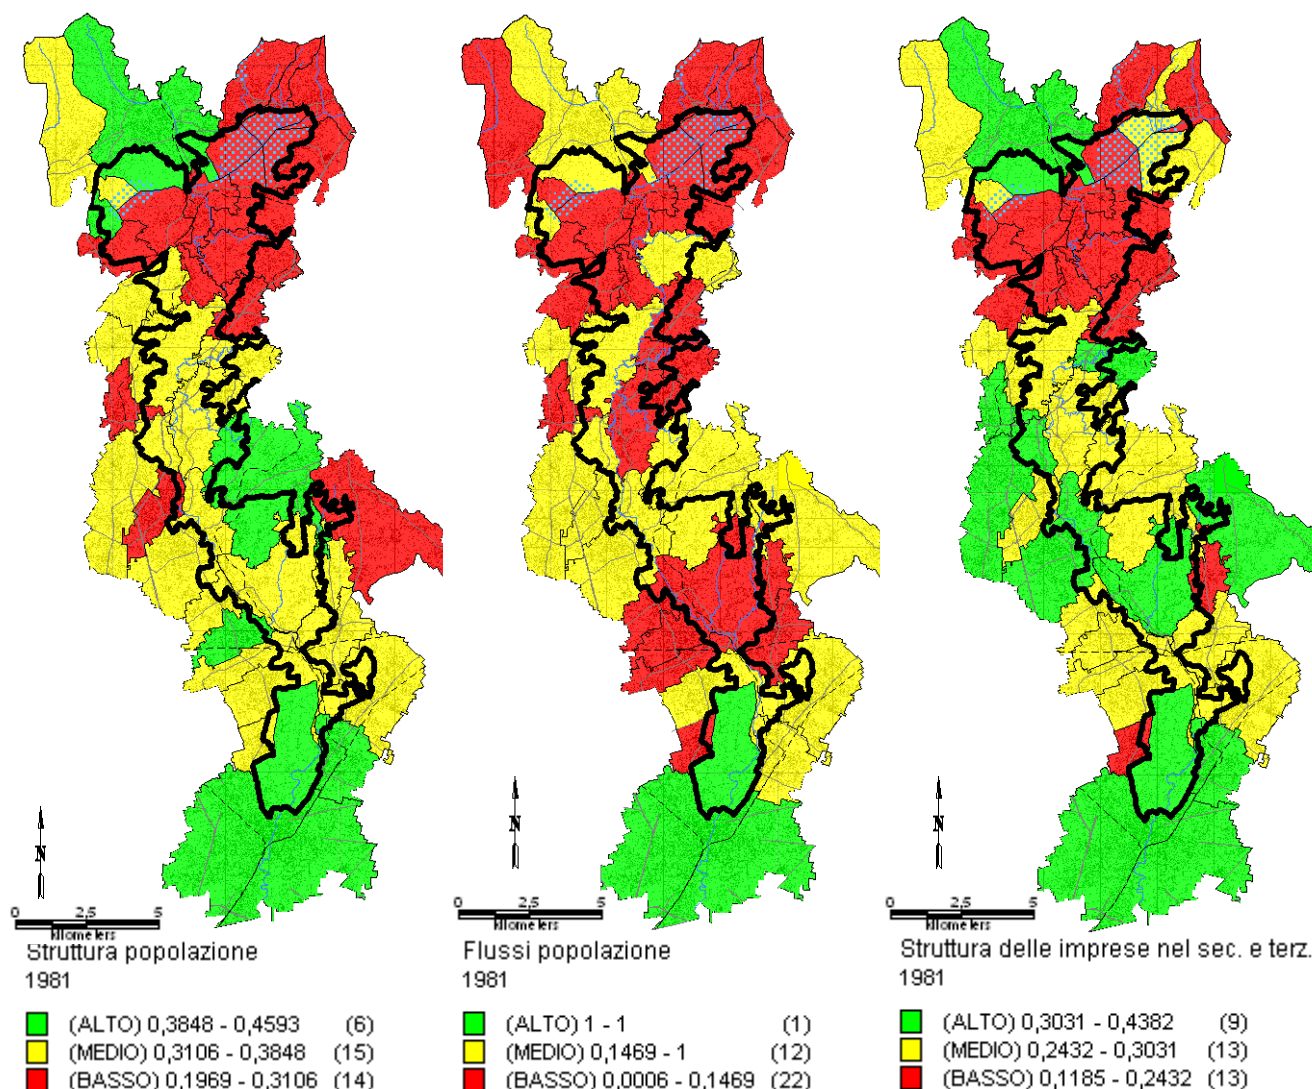 N
N
N
0 2,5 5
kilometers
0 2,5 5
kilometers
0 2,5 5
kilometers
Struttura popolazione
1981
(ALTO) 0,3848 - 0,4593 (6)
(MEDIO) 0,3106 - 0,3848 (15)
(BASSO) 0,1969 - 0,3106 (14)
Flussi popolazione
1981
(ALTO) 1 - 1 (1)
(MEDIO) 0,1469 - 1 (12)
(BASSO) 0,0006 - 0,1469 (22)
Struttura delle imprese nel sec. e terz.
1981
(ALTO) 0,3031 - 0,4382 (9)
(MEDIO) 0,2432 - 0,3031 (13)
(BASSO) 0,1185 - 0,2432 (13)